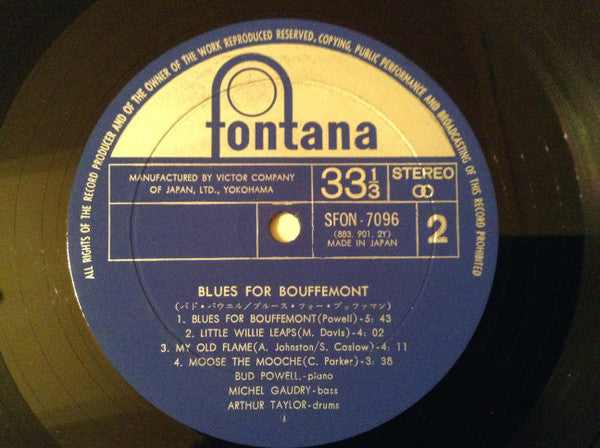 ALL RIGHTS OF THE RECORD PRODUCER AND OF THE OWNER OF THE WORK REPRODUCED RESERVED, COPYING, PUBLIC PERFORMANCE AND BROADCASTING OF THIS RECORD PROHIBITED
fontana
MANUFACTURED BY VICTOR COMPANY
OF JAPAN, LTD., YOKOHAMA
33 1/3
STEREO
SFON-7096
(883. 901. 2Y)
MADE IN JAPAN
2
BLUES FOR BOUFFEMONT
(バド・パウエル/ブルース・フォー・ブッファマン)
1. BLUES FOR BOUFFEMONT(Powell)-5: 43
2. LITTLE WILLIE LEAPS(M. Davis)-4: 02
3. MY OLD FLAME(A. Johnston/S. Coslow)-4: 11
4. MOOSE THE MOOCHE(C. Parker)-3: 38
BUD POWELL,-piano
MICHEL GAUDRY-bass
ARTHUR TAYLOR-drums